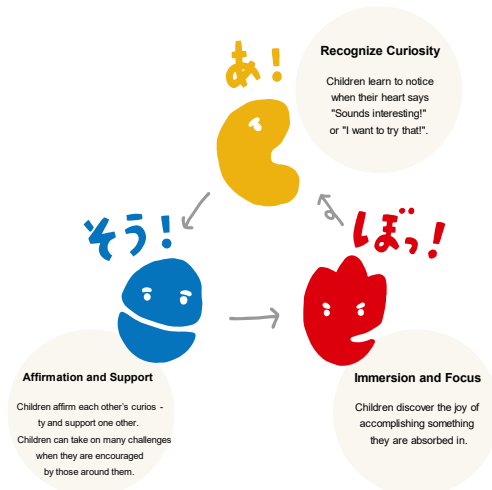 あ!
Recognize Curiosity
Children learn to notice
when their heart says
"Sounds interesting!"
or "I want to try that!".
そう!
ぼっ!
Affirmation and Support
Children affirm each other's curios -
ty and support one other.
Children can take on many challenges
when they are encouraged
by those around them.
Immersion and Focus
Children discover the joy of
accomplishing something
they are absorbed in.